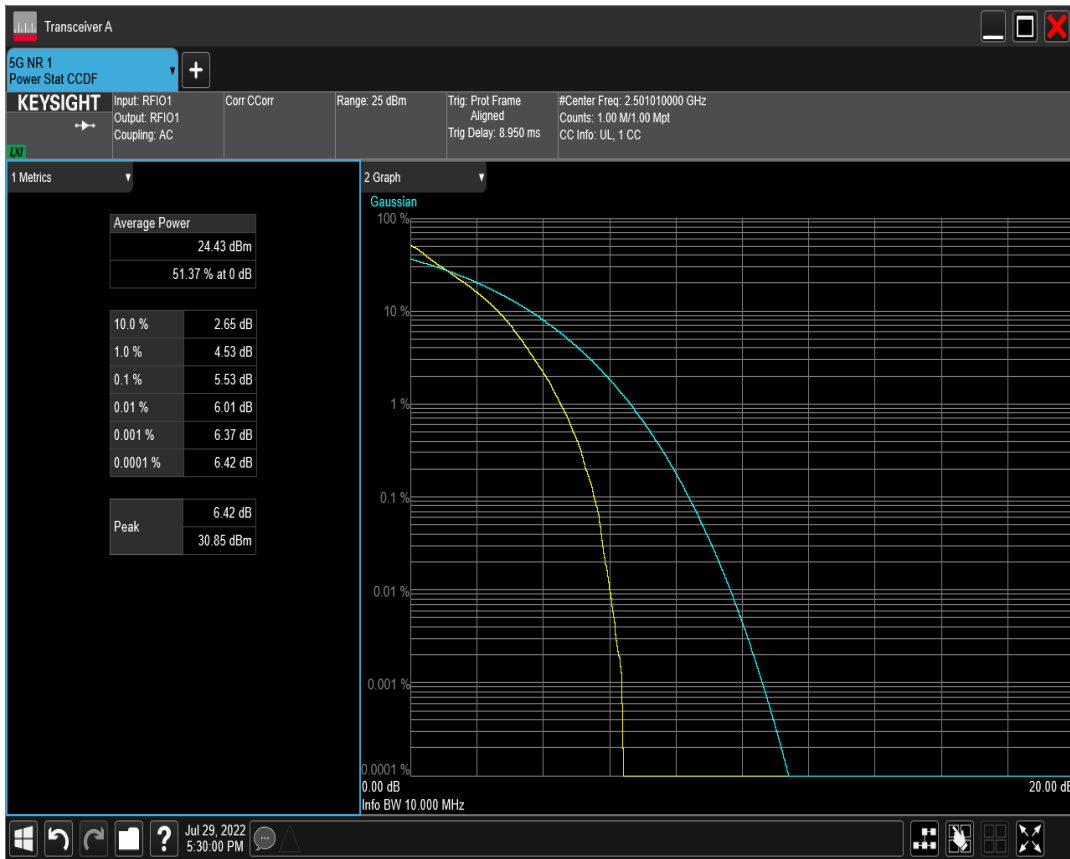 Transceiver A
5G NR 1
Power Stat CCDF
+
KEYSIGHT
LXI
Input: RFIO1
Output: RFIO1
Coupling: AC
Corr CCorr
Range: 25 dBm
Trig: Prot Frame
Aligned
Trig Delay: 8.950 ms
#Center Freq: 2.501010000 GHz
Counts: 1.00 M/1.00 Mpt
CC Info: UL, 1 CC
1 Metrics
Average Power
24.43 dBm
51.37 % at 0 dB
10.0 % 2.65 dB
1.0 % 4.53 dB
0.1 % 5.53 dB
0.01 % 6.01 dB
0.001 % 6.37 dB
0.0001 % 6.42 dB
Peak 6.42 dB
30.85 dBm
2 Graph
Gaussian
100 %
10 %
1 %
0.1 %
0.01 %
0.001 %
0.0001 %
0.00 dB 20.00 dB
Info BW 10.000 MHz
?
Jul 29, 2022
5:30:00 PM